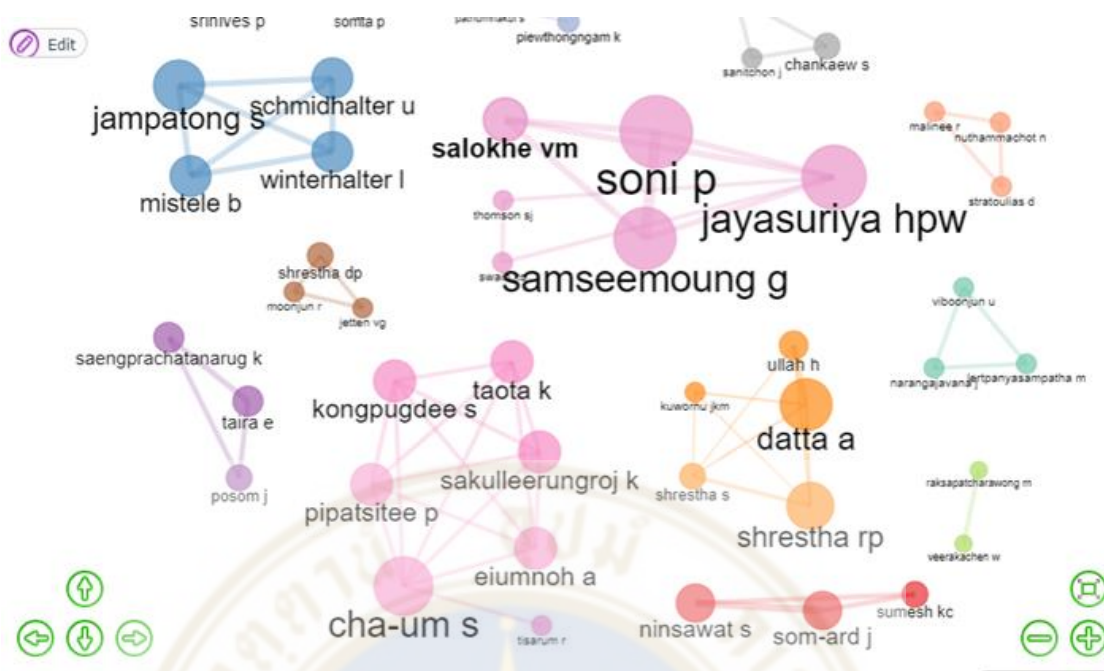 srinives p
somta p
piewthongngam k
Edit
sanitchon j
chankaew s
jampatong s
schmidhalter u
mistele b
winterhalter l
salokhe vm
soni p
jayasuriya hpw
thomson sj
samseemoung g
malinee r
nuthammachot n
stratoulias d
shrestha dp
moonjun r
jetten vg
viboonjun u
narangajavana j
lertpanyasampatha m
saengprachatanarug k
taira e
posom j
kongpugdee s
taota k
sakulleerungroj k
pipatsitee p
eiumnoh a
cha-um s
tisarum r
ullah h
kuwornu jkm
datta a
shrestha s
shrestha rp
raksapatcharawong m
veerakachen w
ninsawat s
som-ard j
sumesh kc